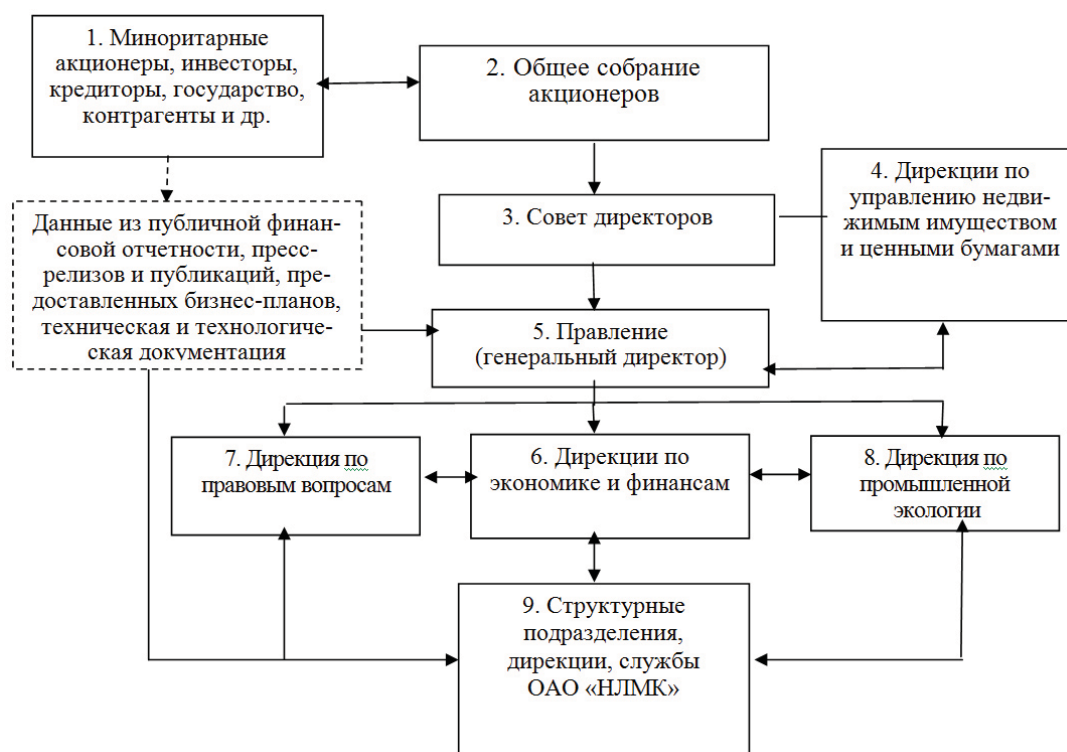 1. Миноритарные
акционеры, инвесторы,
кредиторы, государство,
контрагенты и др.
2. Общее собрание
акционеров
4. Дирекции по
управлению недви-
жимым имуществом
и ценными бумагами
3. Совет директоров
Данные из публичной финан-
совой отчетности, пресс-
релизов и публикаций, пре-
доставленных бизнес-планов,
техническая и технологиче-
ская документация
5. Правление
(генеральный директор)
7. Дирекция по
правовым вопросам
6. Дирекции по
экономике и финансам
8. Дирекция по
промышленной
экологии
9. Структурные
подразделения,
дирекции, службы
ОАО «НЛМК»